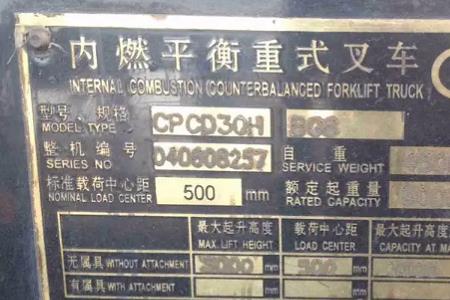 内燃平衡重式叉车
INTERNAL COMBUSTION COUNTERBALANCED FORKLIFT TRUCK
型号、规格
MODEL TYPE CPCD30H
整机编号 040608257 自重
SERIES NO SERVICE WEIGHT
标准载荷中心距 500 mm 额定起重量
NOMINAL LOAD CENTER RATED CAPACITY
最大起升高度 载荷中心距 最大起升
MAX. LIFT HEIGHT LOAD CENTER CAPACITY AT MA
无属具 WITHOUT ATTACHMENT 3000 mm 500 mm
有属具 WITH ATTACHMENT mm mm